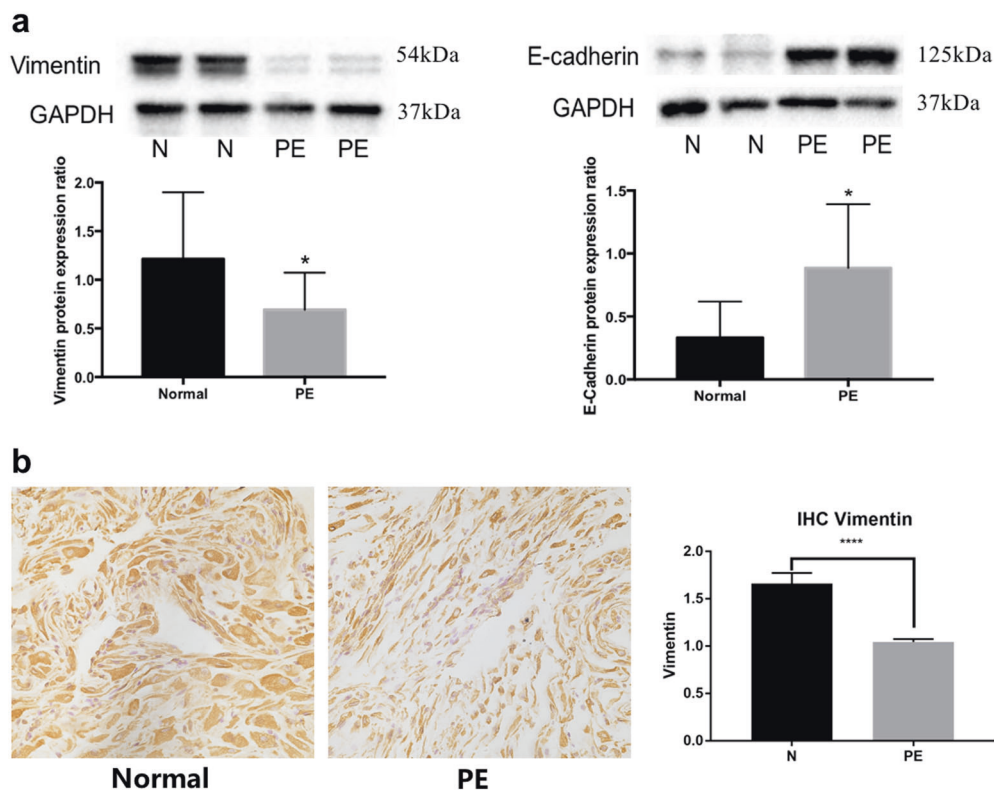 a
Vimentin
54kDa
GAPDH
37kDa
N N PE PE
Vimentin protein expression ratio
2.0
1.5
1.0
0.5
0.0
*
Normal PE
E-cadherin
125kDa
GAPDH
37kDa
N N PE PE
E-Cadherin protein expression ratio
1.5
1.0
0.5
0.0
*
Normal PE
b
Normal
PE
IHC Vimentin
****
Vimentin
2.0
1.5
1.0
0.5
0.0
N PE